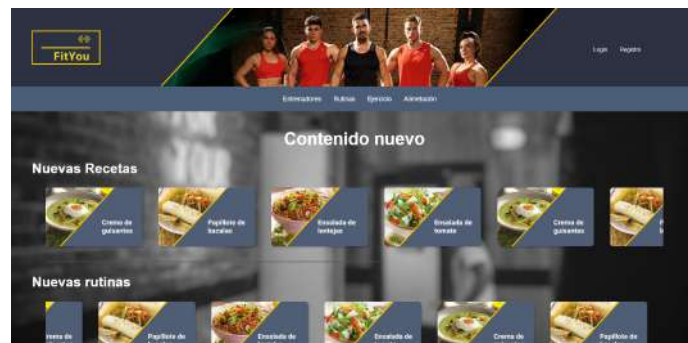 FitYou
Login Registro
Entrenadores Rutinas Ejercicio Alimentación
Contenido nuevo
Nuevas Recetas
Crema de guisantes
Papillote de bacalao
Ensalada de lentejas
Ensalada de tomate
Crema de guisantes
Nuevas rutinas
Papillote de
Ensalada de
Ensalada de
Crema de
Papillote de